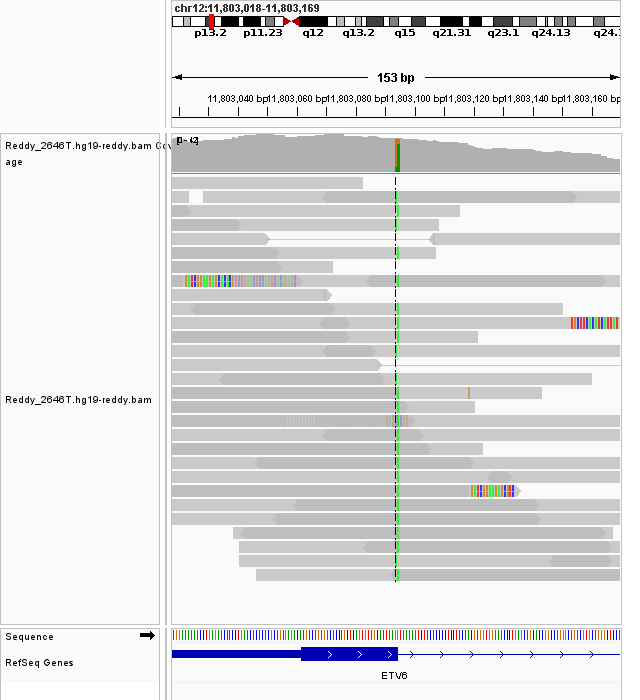 chr12:11,803,018-11,803,169
p13.2 p11.23 q12 q13.2 q15 q21.31 q23.1 q24.13 q24.
153 bp
11,803,040 bp 11,803,060 bp 11,803,080 bp 11,803,100 bp 11,803,120 bp 11,803,140 bp 11,803,160 bp
Reddy_2646T.hg19-reddy.bam Cov
age
Reddy_2646T.hg19-reddy.bam
Sequence
RefSeq Genes
ETV6